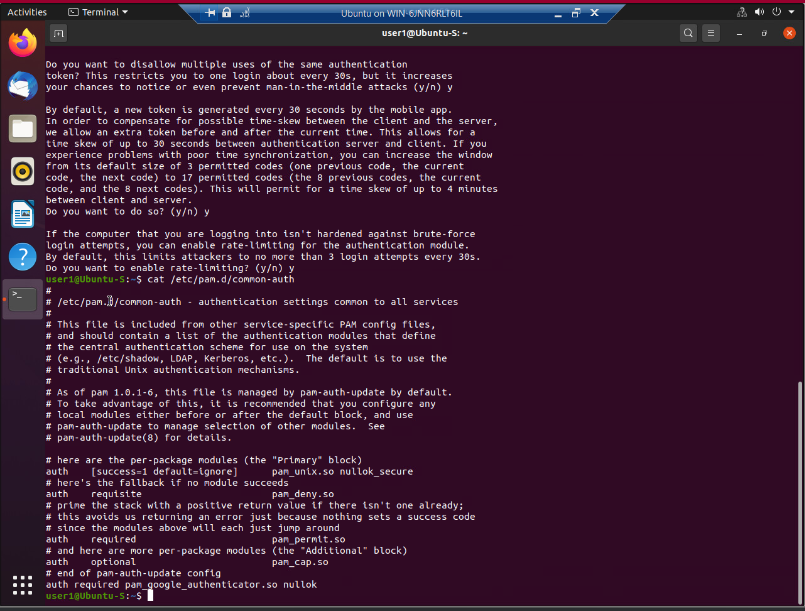 Activities
Terminal
Ubuntu on WIN-6JNN6RLT6IL
user1@Ubuntu-S: ~
Do you want to disallow multiple uses of the same authentication
token? This restricts you to one login about every 30s, but it increases
your chances to notice or even prevent man-in-the-middle attacks (y/n) y
By default, a new token is generated every 30 seconds by the mobile app.
In order to compensate for possible time-skew between the client and the server,
we allow an extra token before and after the current time. This allows for a
time skew of up to 30 seconds between authentication server and client. If you
experience problems with poor time synchronization, you can increase the window
from its default size of 3 permitted codes (one previous code, the current
code, the next code) to 17 permitted codes (the 8 previous codes, the current
code, and the 8 next codes). This will permit for a time skew of up to 4 minutes
between client and server.
Do you want to do so? (y/n) y
If the computer that you are logging into isn't hardened against brute-force
login attempts, you can enable rate-limiting for the authentication module.
By default, this limits attackers to no more than 3 login attempts every 30s.
Do you want to enable rate-limiting? (y/n) y
user1@Ubuntu-S:~$ cat /etc/pam.d/common-auth
#
# /etc/pam.d/common-auth - authentication settings common to all services
#
# This file is included from other service-specific PAM config files,
# and should contain a list of the authentication modules that define
# the central authentication scheme for use on the system
# (e.g., /etc/shadow, LDAP, Kerberos, etc.).  The default is to use the
# traditional Unix authentication mechanisms.
#
# As of pam 1.0.1-6, this file is managed by pam-auth-update by default.
# To take advantage of this, it is recommended that you configure any
# local modules either before or after the default block, and use
# pam-auth-update to manage selection of other modules.  See
# pam-auth-update(8) for details.
# here are the per-package modules (the "Primary" block)
auth    [success=1 default=ignore]      pam_unix.so nullok_secure
# here's the fallback if no module succeeds
auth    requisite                       pam_deny.so
# prime the stack with a positive return value if there isn't one already;
# this avoids us returning an error just because nothing sets a success code
# since the modules above will each just jump around
auth    required                        pam_permit.so
# and here are more per-package modules (the "Additional" block)
auth    optional                        pam_cap.so
# end of pam-auth-update config
auth required pam_google_authenticator.so nullok
user1@Ubuntu-S:~$